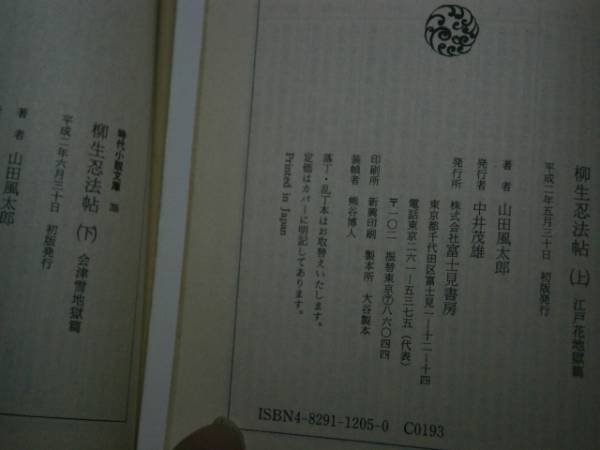 柳生忍法帖（上） 江戸花地獄篇
平成二年五月三十日 初版発行
著者 山田風太郎
発行者 中井茂雄
発行所 株式会社富士見書房
東京都千代田区富士見一―十二―十四
電話東京二六一―五三七五（代表）
〒一〇二 振替東京⑦八六〇四四
印刷所 新興印刷 製本所 大谷製本
装幀者 熊谷博人
落丁・乱丁本はお取替えいたします。
定価はカバーに明記してあります。
Printed in Japan
ISBN4-8291-1205-0 C0193
時代小説文庫
柳生忍法帖（下） 会津雪地獄篇
平成二年六月三十日 初版発行
著者 山田風太郎